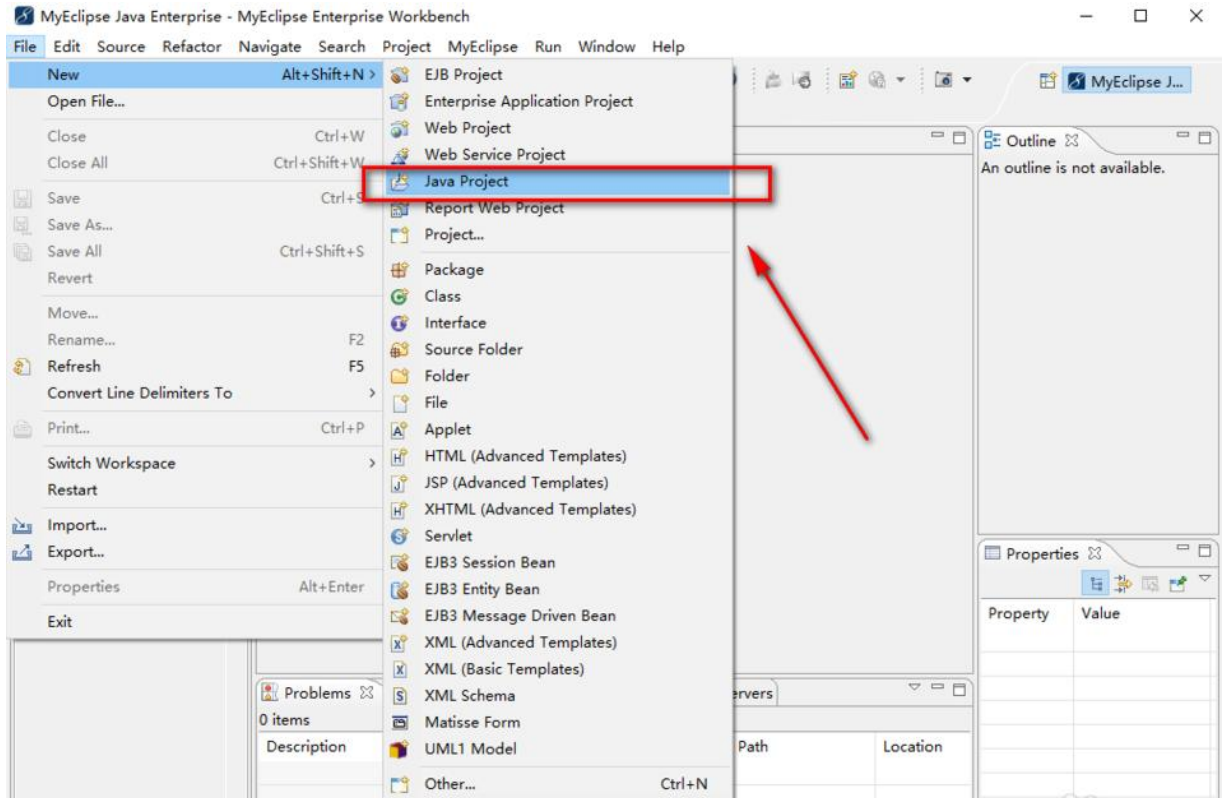 MyEclipse Java Enterprise - MyEclipse Enterprise Workbench
File Edit Source Refactor Navigate Search Project MyEclipse Run Window Help
MyEclipse J...
New Alt+Shift+N >
Open File...
Close Ctrl+W
Close All Ctrl+Shift+W
Save Ctrl+S
Save As...
Save All Ctrl+Shift+S
Revert
Move...
Rename... F2
Refresh F5
Convert Line Delimiters To >
Print... Ctrl+P
Switch Workspace >
Restart
Import...
Export...
Properties Alt+Enter
Exit
EJB Project
Enterprise Application Project
Web Project
Web Service Project
Java Project
Report Web Project
Project...
Package
Class
Interface
Source Folder
Folder
File
Applet
HTML (Advanced Templates)
JSP (Advanced Templates)
XHTML (Advanced Templates)
Servlet
EJB3 Session Bean
EJB3 Entity Bean
EJB3 Message Driven Bean
XML (Advanced Templates)
XML (Basic Templates)
XML Schema
Matisse Form
UML1 Model
Other... Ctrl+N
Outline
An outline is not available.
Properties
Property Value
Problems
0 items
Description Path Location